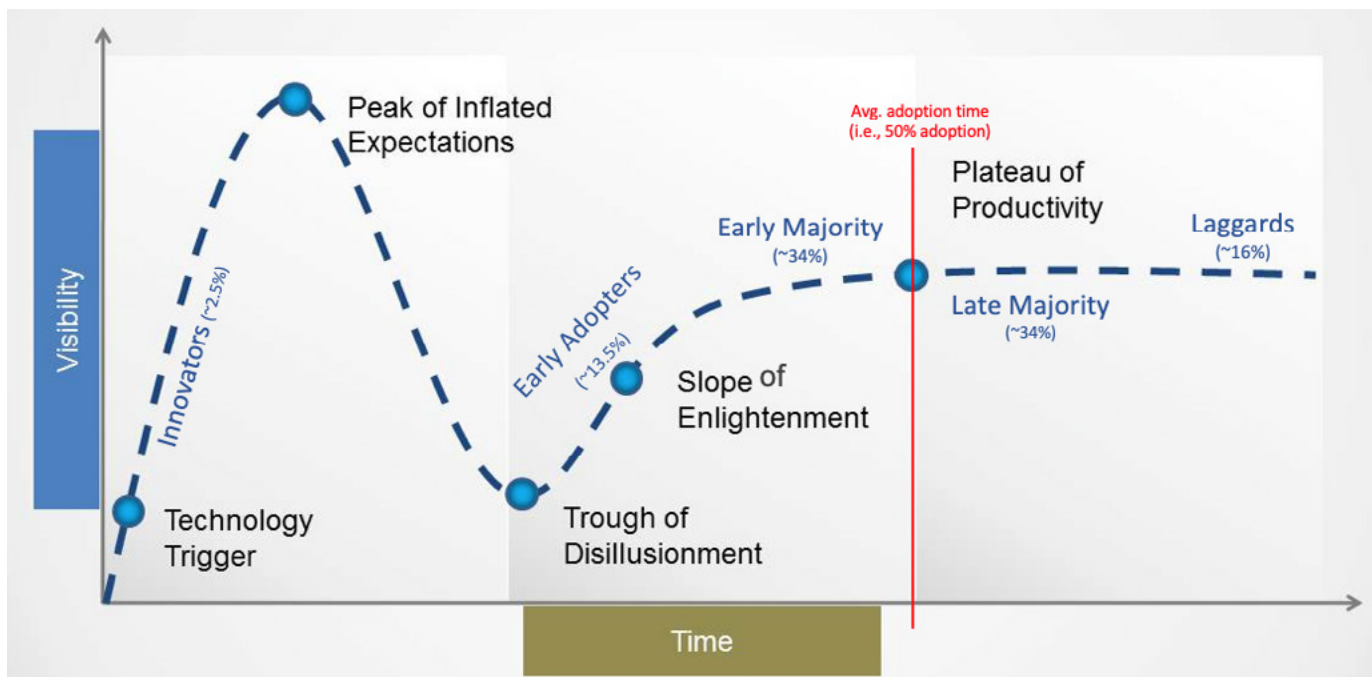 Avg. adoption time
(i.e., 50% adoption)
Peak of Inflated
Expectations
Plateau of
Productivity
Early Majority
(~34%)
Laggards
(~16%)
Visibility
Innovators (~2.5%)
Early Adopters
(~13.5%)
Late Majority
(~34%)
Slope of
Enlightenment
Technology
Trigger
Trough of
Disillusionment
Time